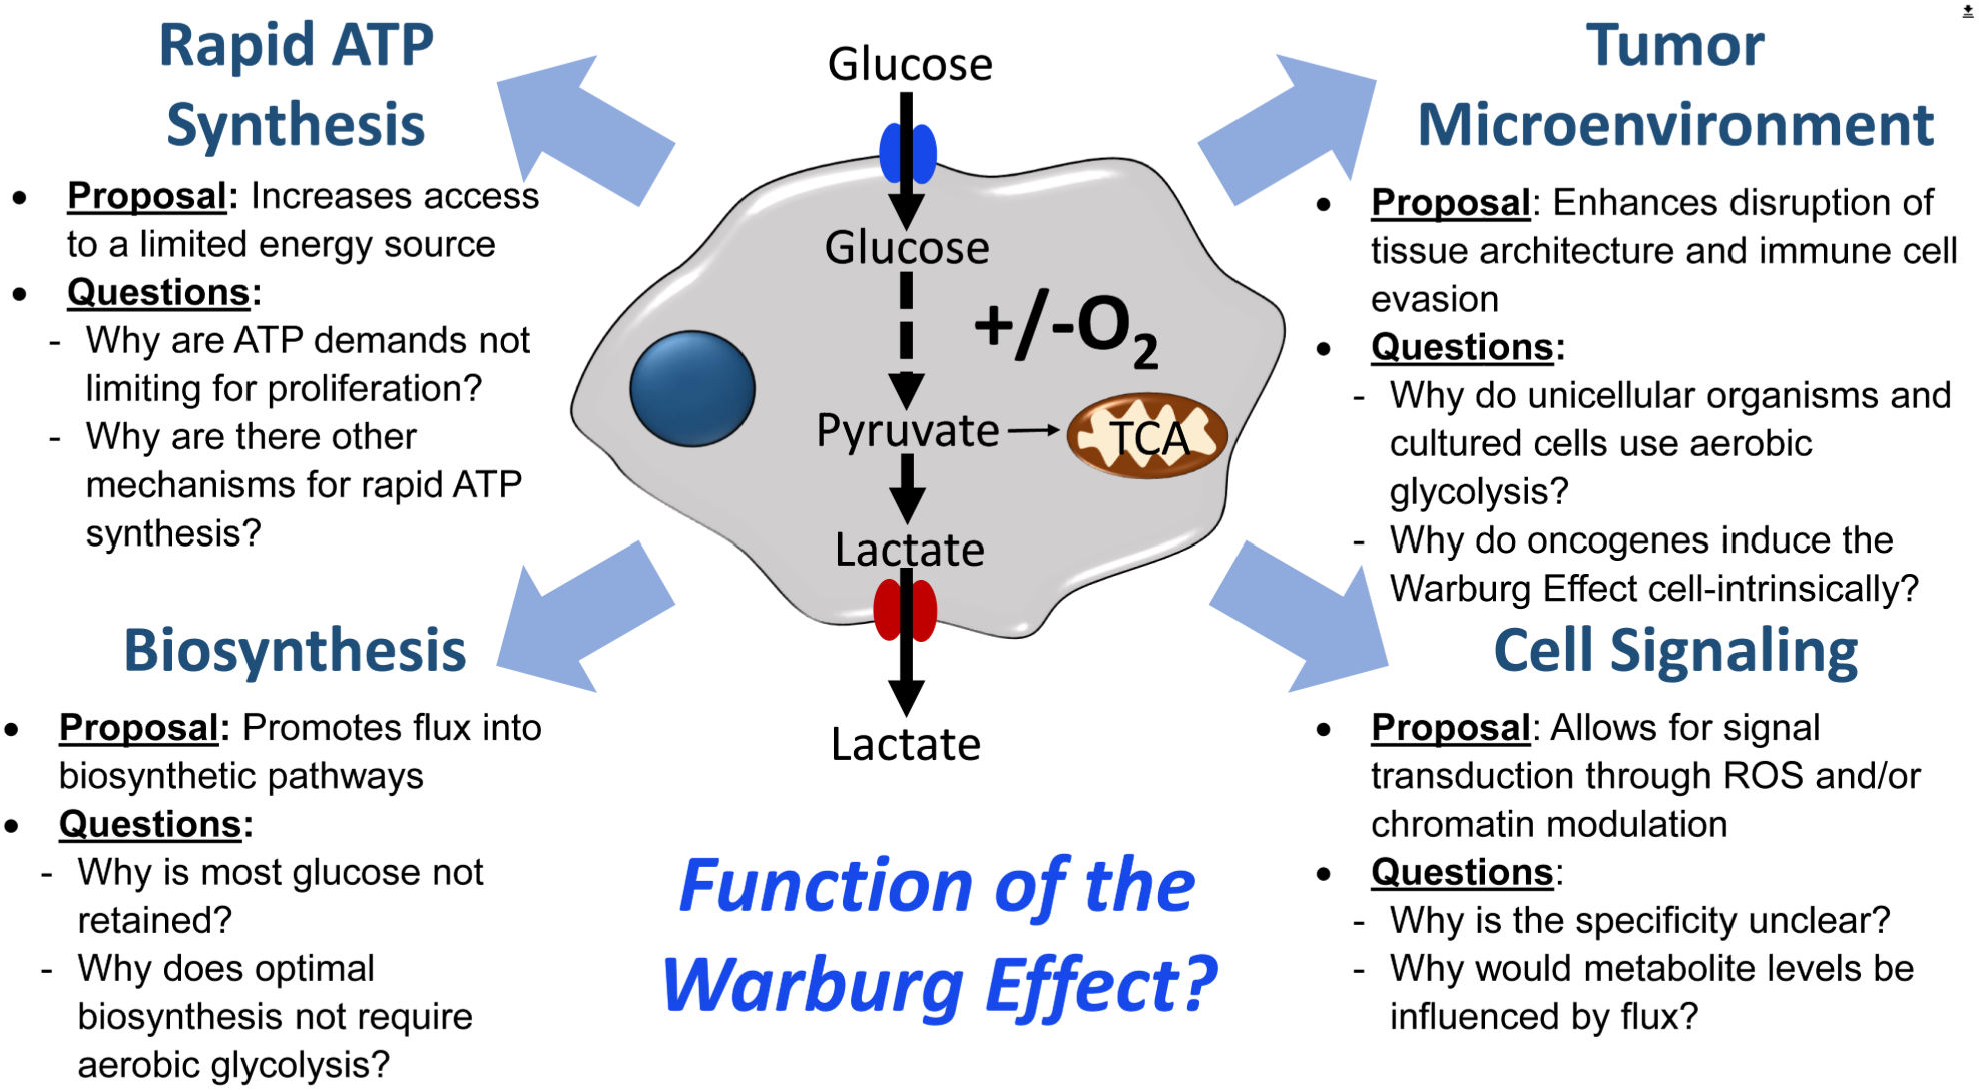 Rapid ATP
Synthesis
• Proposal: Increases access
to a limited energy source
• Questions:
- Why are ATP demands not
limiting for proliferation?
- Why are there other
mechanisms for rapid ATP
synthesis?
Biosynthesis
• Proposal: Promotes flux into
biosynthetic pathways
• Questions:
- Why is most glucose not
retained?
- Why does optimal
biosynthesis not require
aerobic glycolysis?
Glucose
Glucose
+/-O₂
Pyruvate
TCA
Lactate
Lactate
Function of the
Warburg Effect?
Tumor
Microenvironment
• Proposal: Enhances disruption of
tissue architecture and immune cell
evasion
• Questions:
- Why do unicellular organisms and
cultured cells use aerobic
glycolysis?
- Why do oncogenes induce the
Warburg Effect cell-intrinsically?
Cell Signaling
• Proposal: Allows for signal
transduction through ROS and/or
chromatin modulation
• Questions:
- Why is the specificity unclear?
- Why would metabolite levels be
influenced by flux?